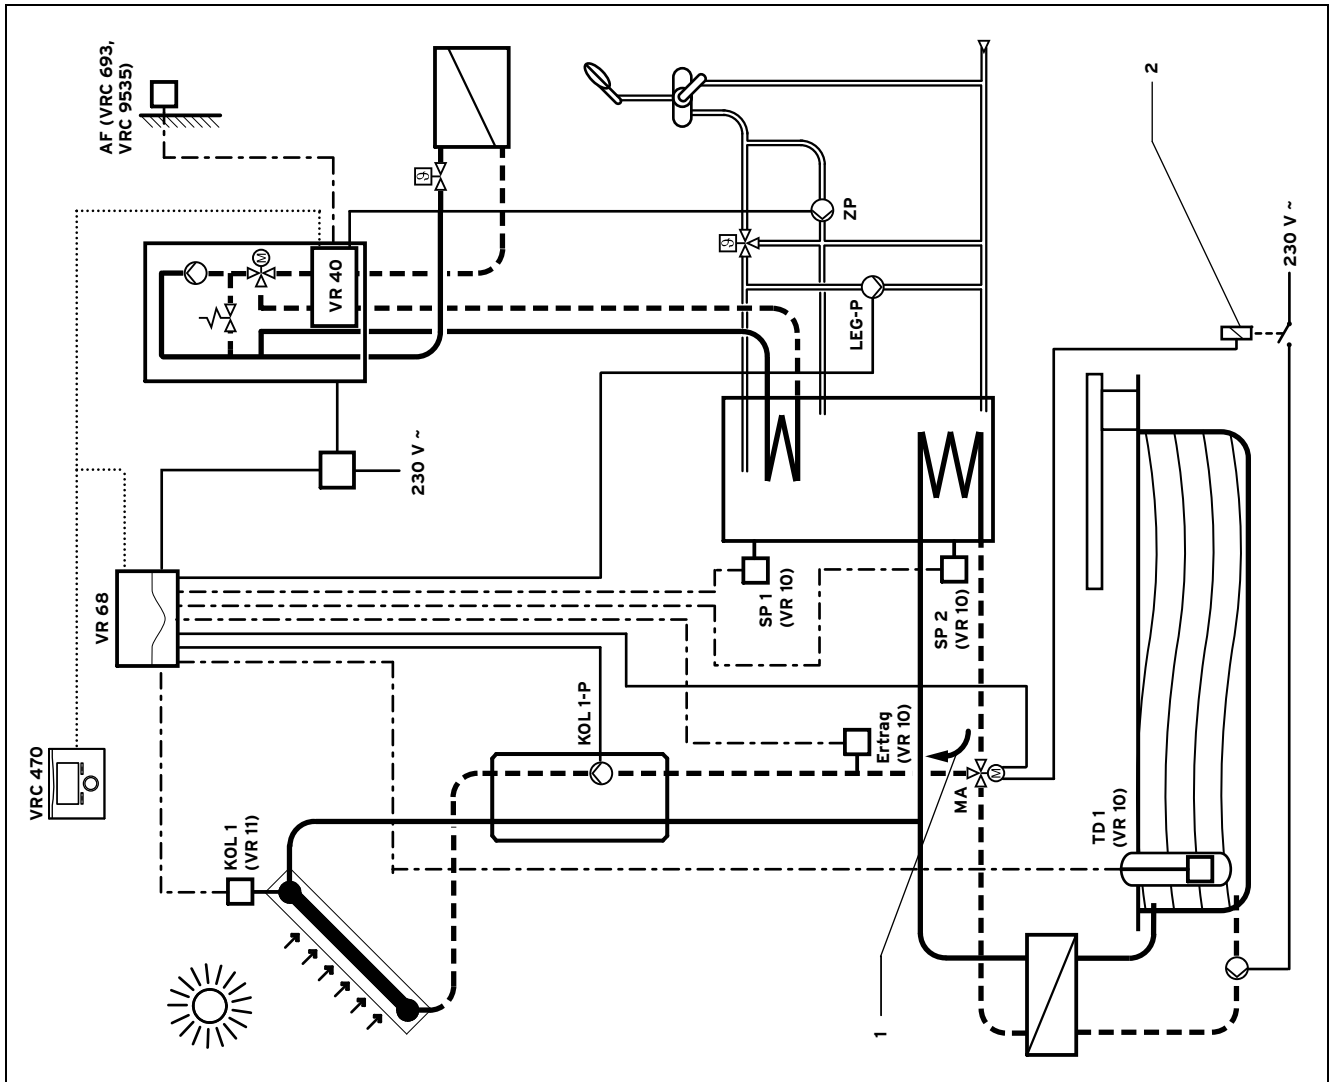 AF (VRC 693,
VRC 9535)
2
ϑ
ZP
ϑ
230 V ~
M
VR 40
LEG-P
230 V ~
VR 68
SP 1
(VR 10)
SP 2
(VR 10)
KOL 1-P
Ertrag
(VR 10)
VRC 470
M
MA
KOL 1
(VR 11)
TD 1
(VR 10)
1